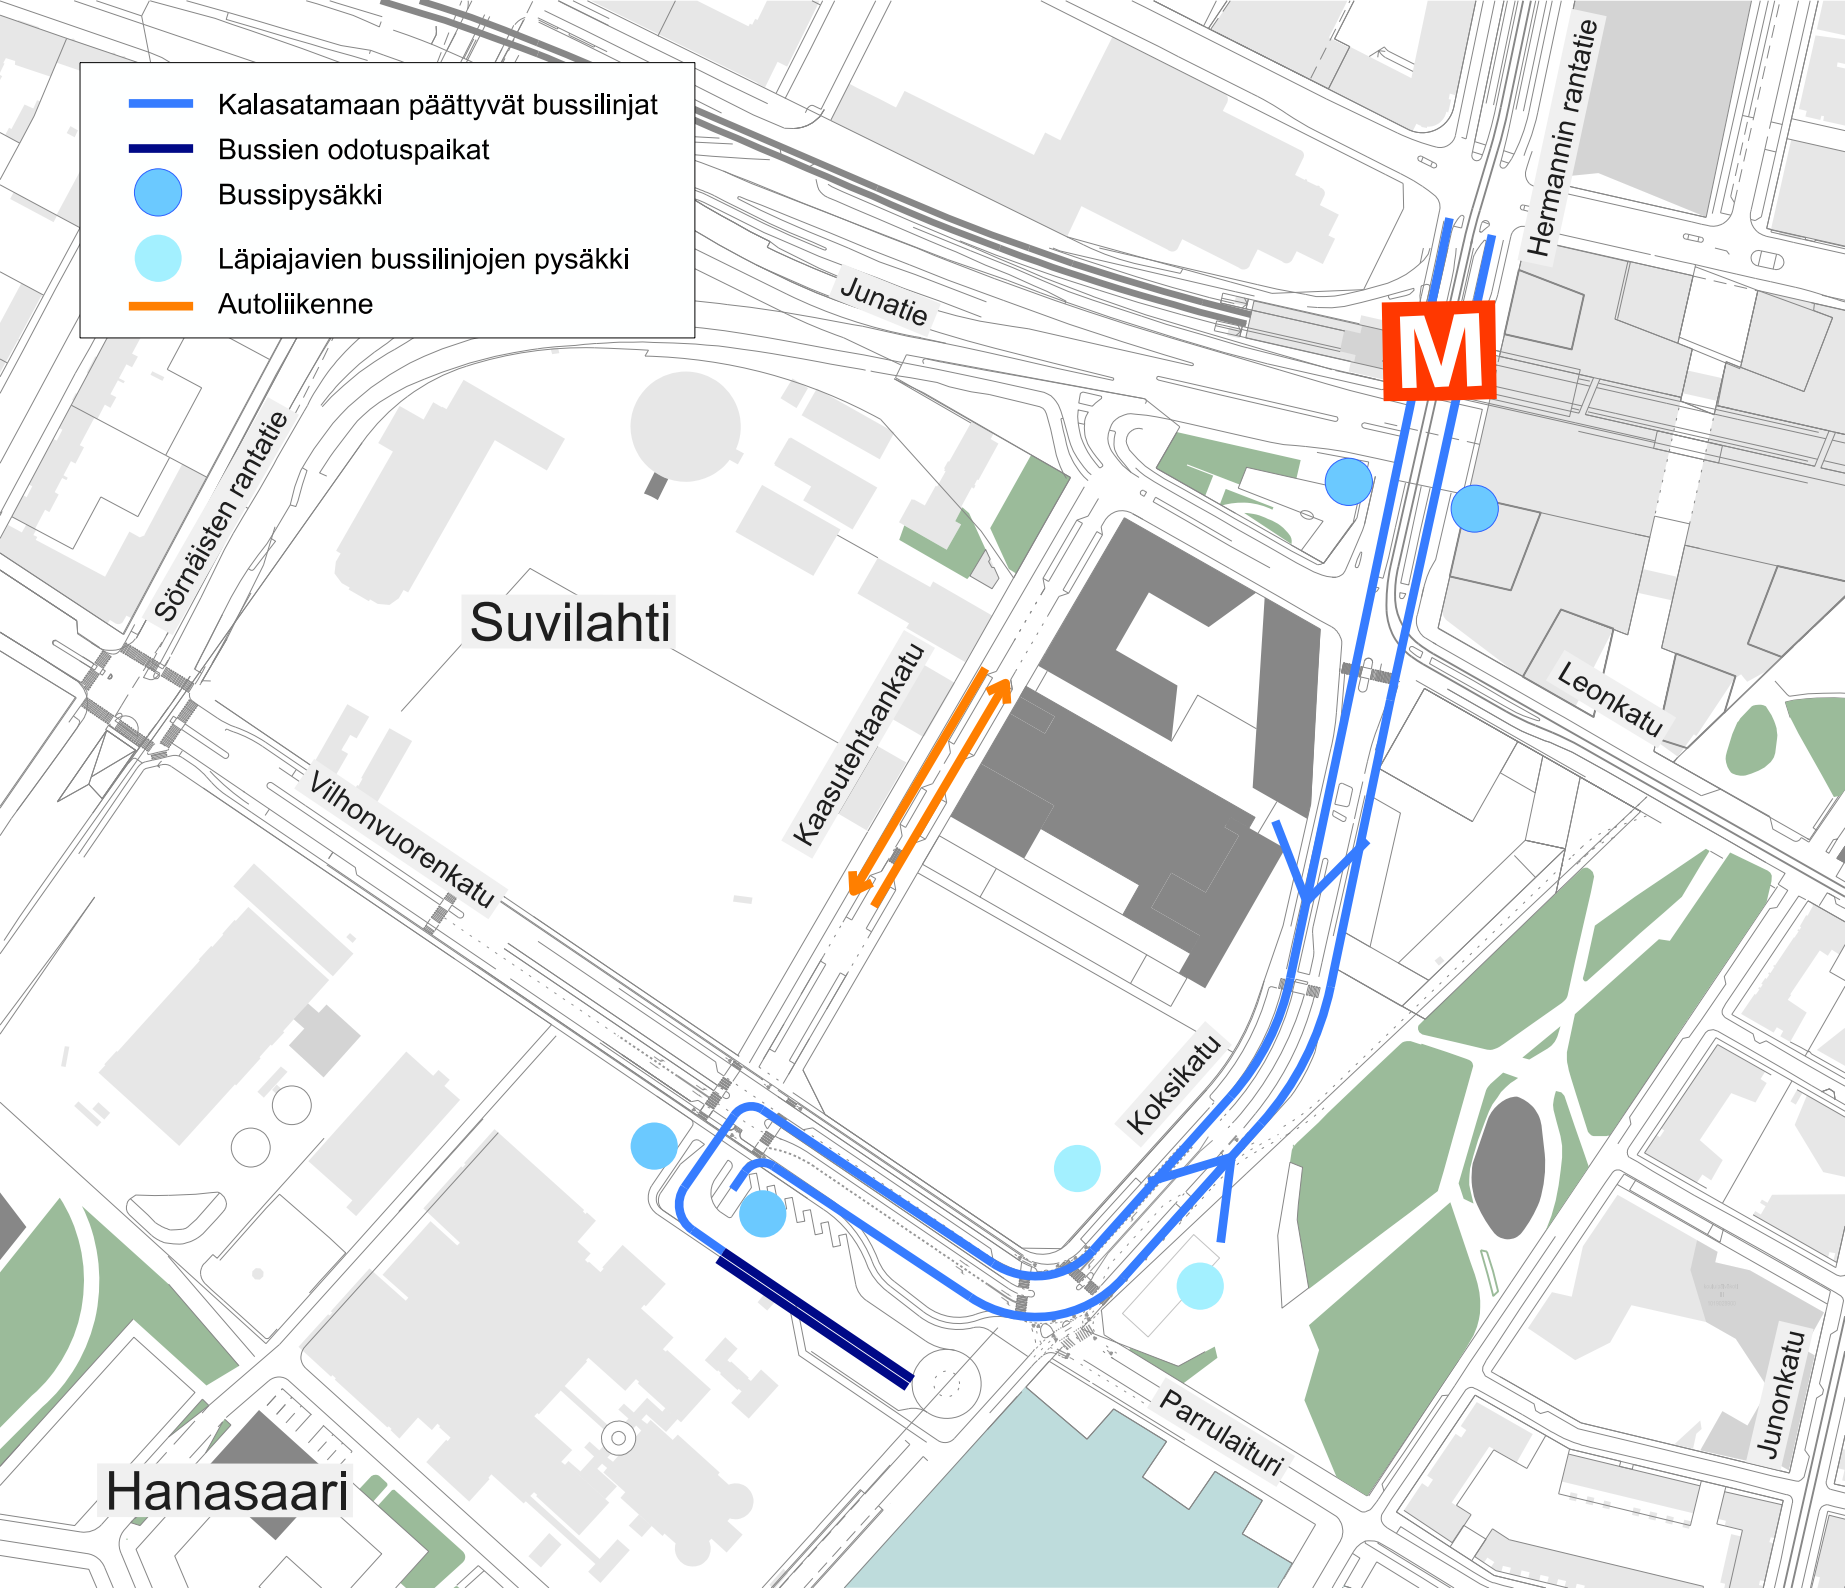 Kalasatamaan päättyvät bussilinjat
Bussien odotuspaikat
Bussipysäkki
Läpiajavien bussilinjojen pysäkki
Autoliikenne
Hermannin rantatie
Junatie
M
Sörnäisten rantatie
Suvilahti
Kaasutehtaankatu
Leonkatu
Vilhonvuorenkatu
Koksikatu
Parrulaituri
Junonkatu
Hanasaari